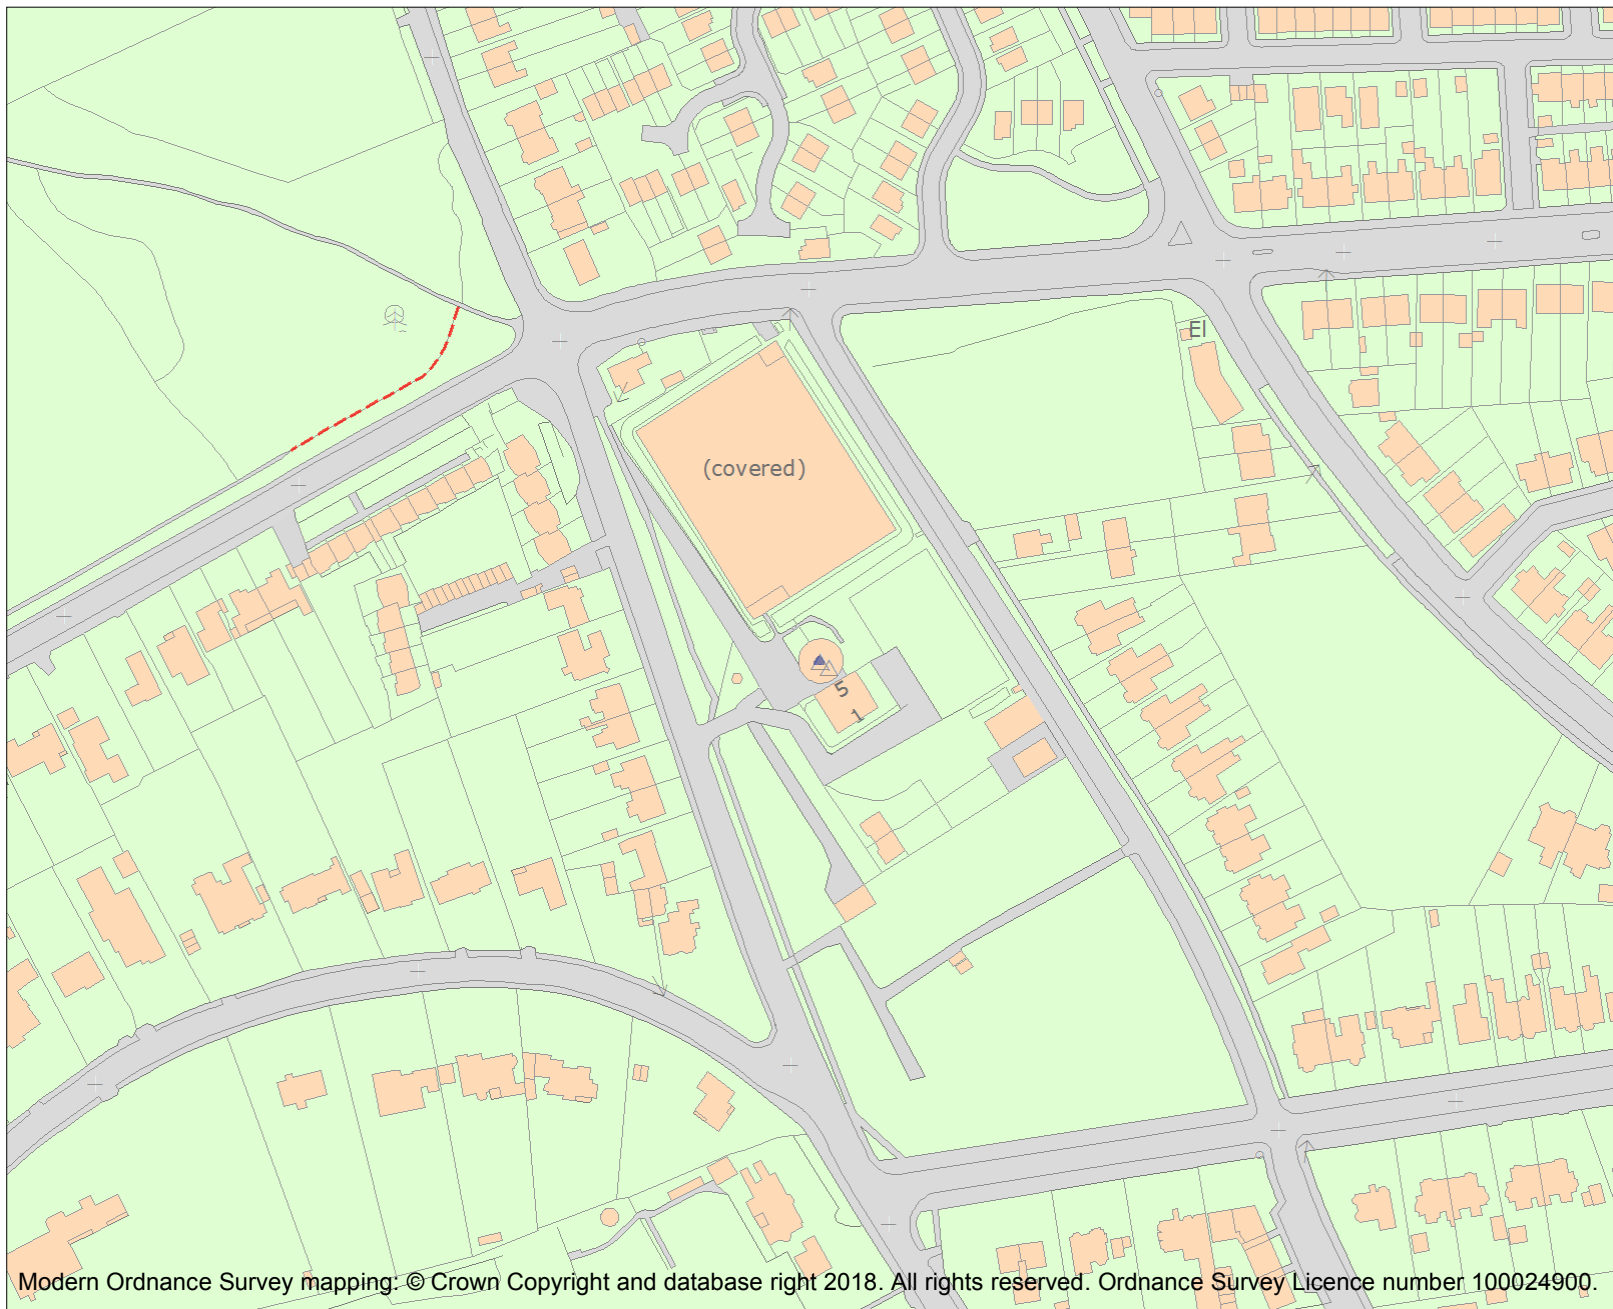 El
(covered)
5
1
Modern Ordnance Survey mapping: © Crown Copyright and database right 2018. All rights reserved. Ordnance Survey Licence number 100024900.